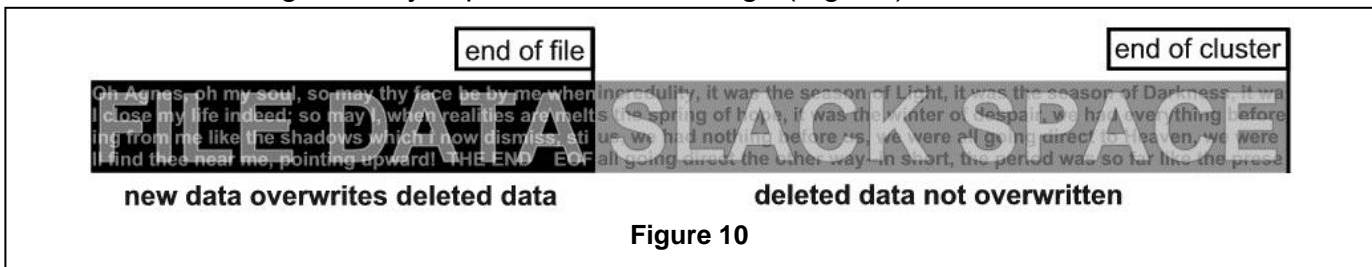 end of file
end of cluster
FILE DATA SLACK SPACE
Oh Agnes, oh my soul, so may thy face be by me when incredulity, it was the season of Light, it was the season of Darkness, it wa
I close my life indeed; so may I, when realities are melts the spring of hope, it was the winter of despair, we had everything before
ing from me like the shadows which I now dismiss, sti us, we had nothing before us, we were all going direct to Heaven, we were
ll find thee near me, pointing upward! THE END EOF all going direct the other way- in short, the period was so far like the prese
new data overwrites deleted data
deleted data not overwritten
Figure 10